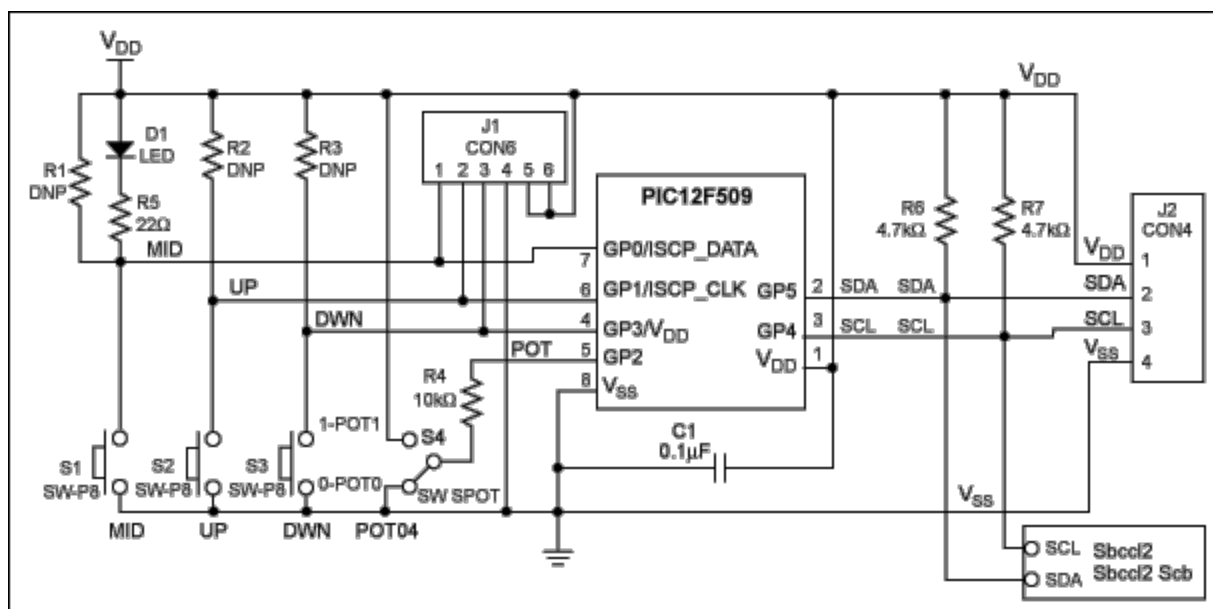 VDD
VDD
J1
CON6
1 2 3 4 5 6
D1
LED
R1
DNP
R2
DNP
R3
DNP
R5
22Ω
PIC12F509
R6
4.7kΩ
R7
4.7kΩ
J2
CON4
MID
7
GP0/ISCP_DATA
VDD
1
UP
6
GP1/ISCP_CLK
GP5
2
SDA
SDA
SDA
2
DWN
4
GP3/VDD
GP4
3
SCL
SCL
SCL
3
POT
5
GP2
VDD
1
VSS
4
8
VSS
R4
10kΩ
1-POT1
S4
C1
0.1μF
S1
SW-P8
S2
SW-P8
S3
SW-P8
0-POT0
SW SPOT
VSS
MID
UP
DWN
POT04
SCL
Sbccl2
SDA
Sbccl2 Scb